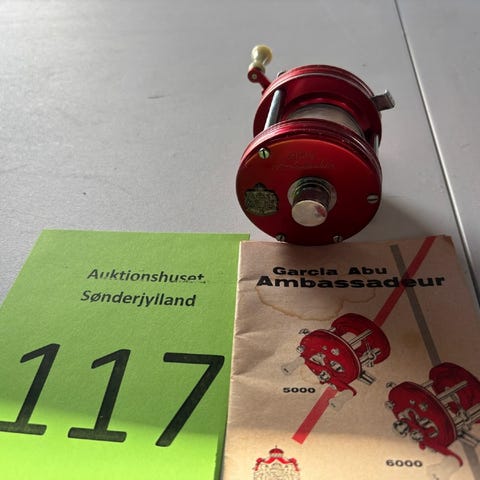 Auktionshuset
Sønderjylland
117
Garcia Abu
Ambassadeur
5000
6000